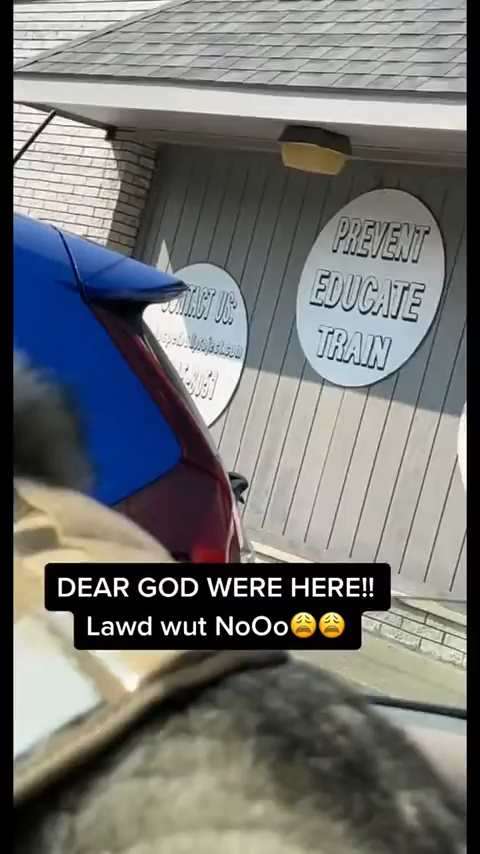 PREVENT
EDUCATE
TRAIN
CONTACT US:
DEAR GOD WERE HERE!!
Lawd wut NoOo😩😩